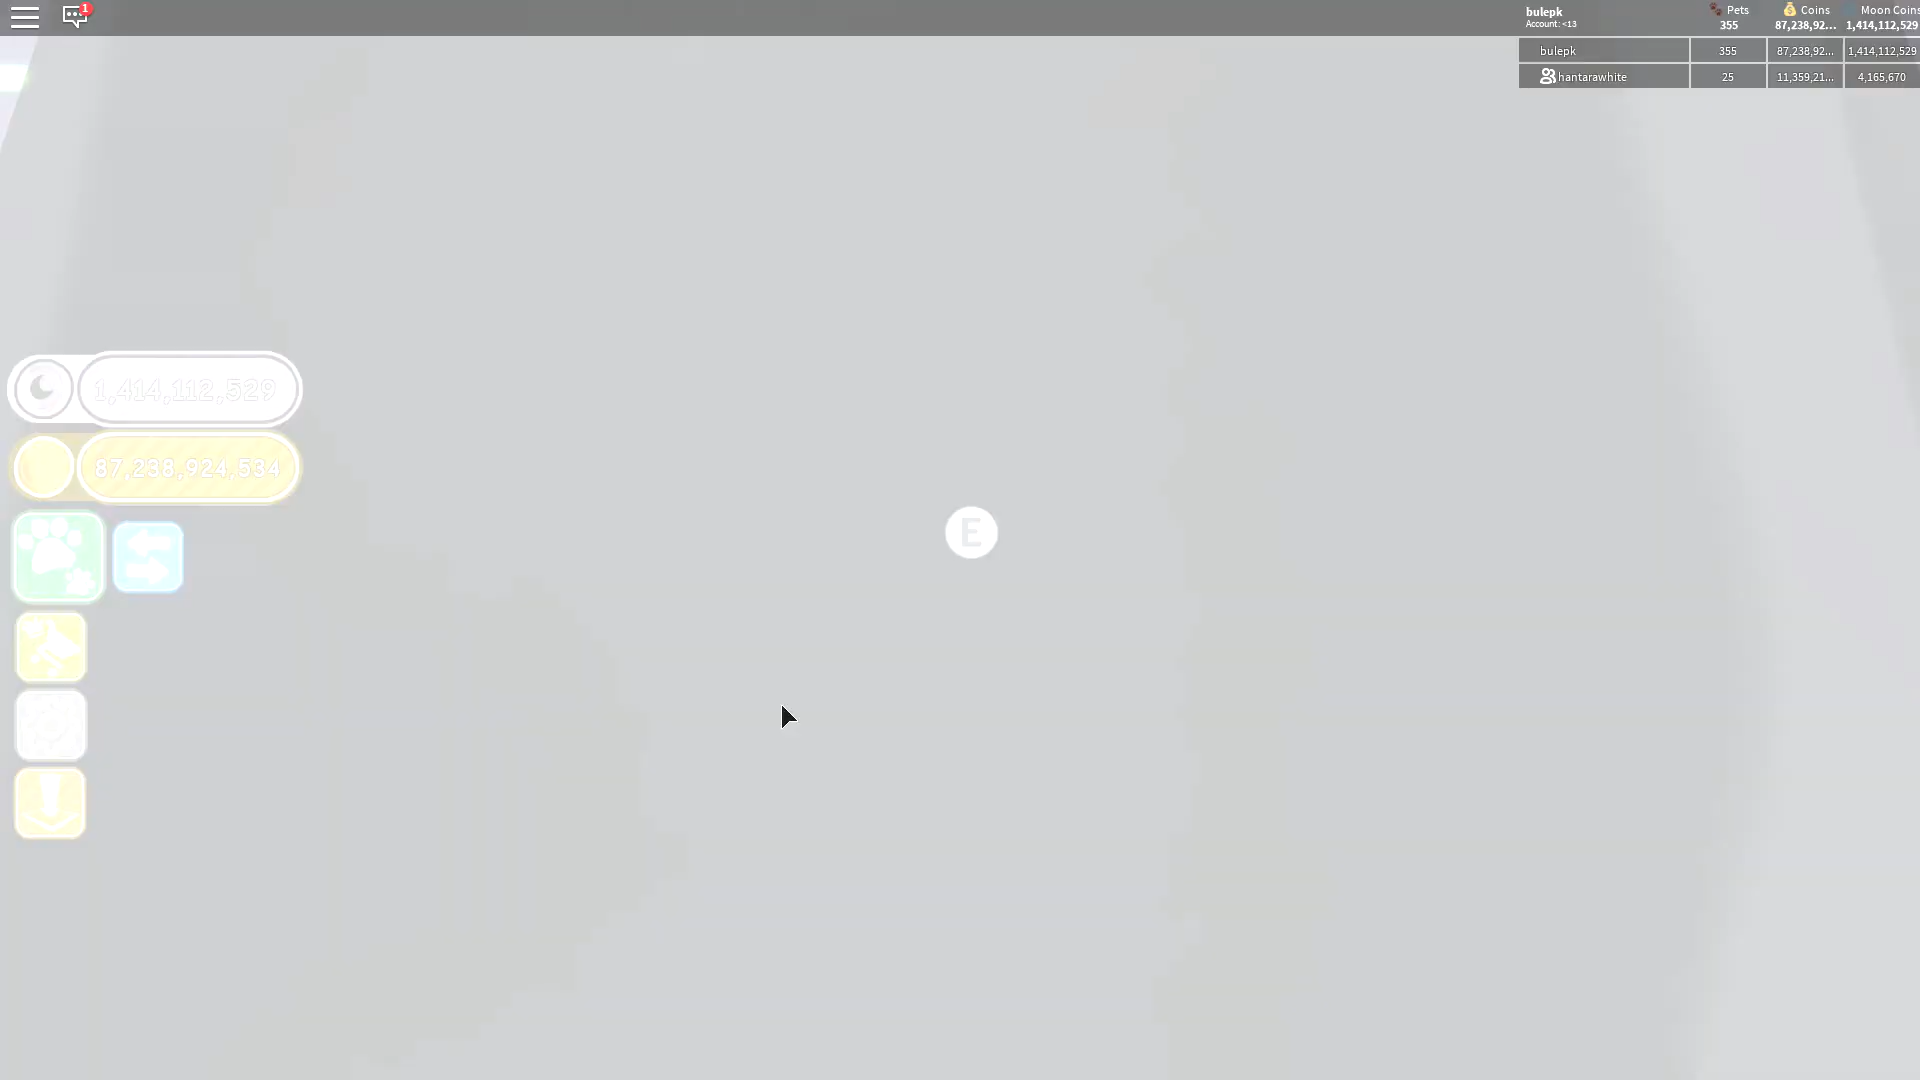 1
bulepk
Account: <13
Pets
355
Coins
87,238,92...
Moon Coins
1,414,112,529
bulepk 355 87,238,92... 1,414,112,529
hantarawhite 25 11,359,21... 4,165,670
1,414,112,529
87,238,924,534
E